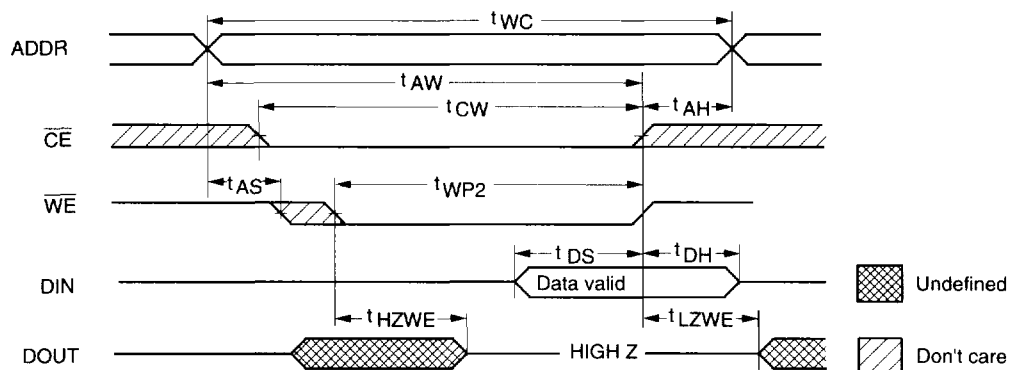 tWC
ADDR
tAW
tCW
tAH
CE
tAS
tWP2
WE
tDS
tDH
DIN
Data valid
Undefined
tHZWE
tLZWE
DOUT
HIGH Z
Don't care